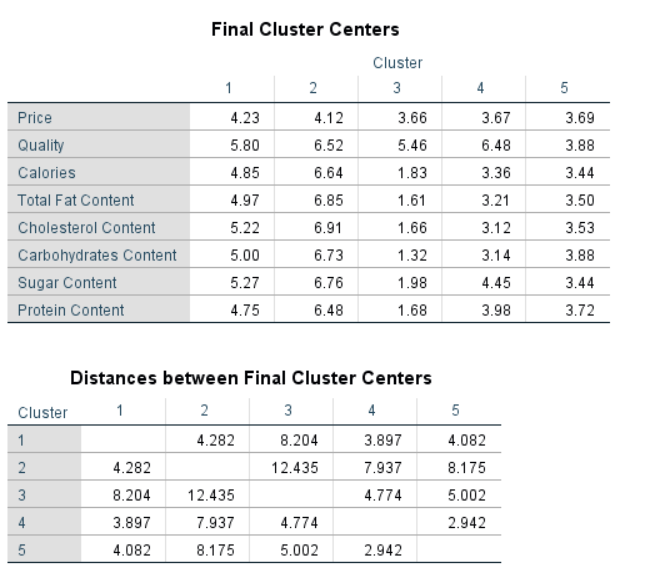 Final Cluster Centers
Cluster
1 2 3 4 5
Price 4.23 4.12 3.66 3.67 3.69
Quality 5.80 6.52 5.46 6.48 3.88
Calories 4.85 6.64 1.83 3.36 3.44
Total Fat Content 4.97 6.85 1.61 3.21 3.50
Cholesterol Content 5.22 6.91 1.66 3.12 3.53
Carbohydrates Content 5.00 6.73 1.32 3.14 3.88
Sugar Content 5.27 6.76 1.98 4.45 3.44
Protein Content 4.75 6.48 1.68 3.98 3.72
Distances between Final Cluster Centers
Cluster 1 2 3 4 5
1 4.282 8.204 3.897 4.082
2 4.282 12.435 7.937 8.175
3 8.204 12.435 4.774 5.002
4 3.897 7.937 4.774 2.942
5 4.082 8.175 5.002 2.942